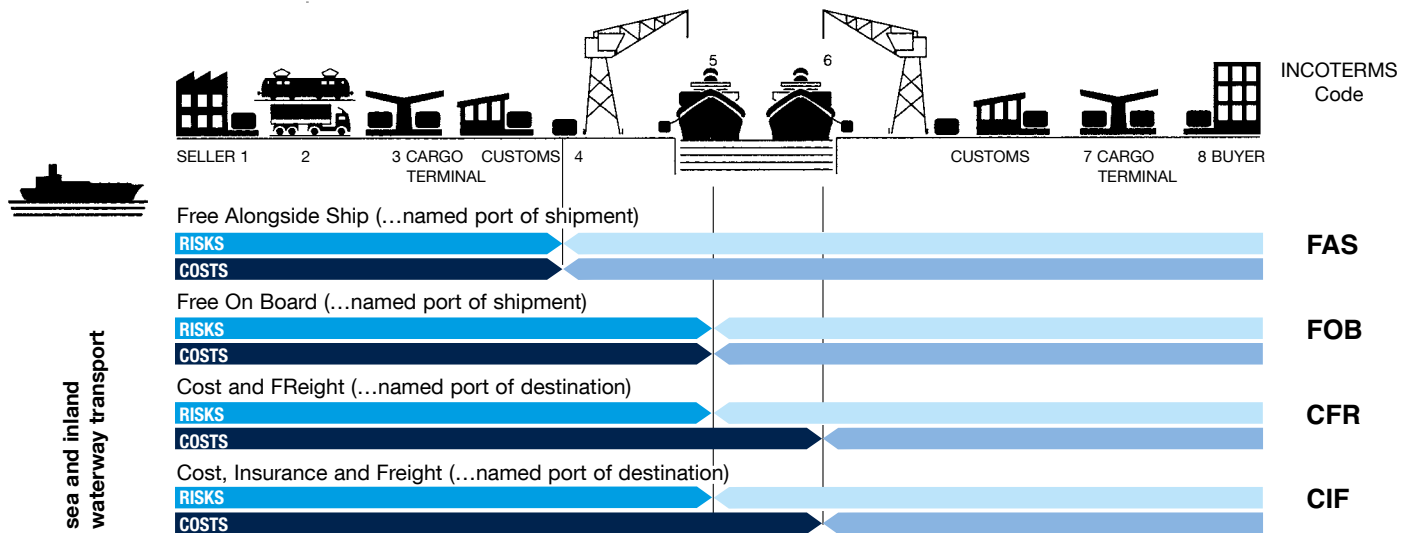 5
6
INCOTERMS
Code
SELLER 1
2
3 CARGO
TERMINAL
CUSTOMS
4
CUSTOMS
7 CARGO
TERMINAL
8 BUYER
sea and inland
waterway transport
Free Alongside Ship (…named port of shipment)
RISKS
COSTS
FAS
Free On Board (…named port of shipment)
RISKS
COSTS
FOB
Cost and FReight (…named port of destination)
RISKS
COSTS
CFR
Cost, Insurance and Freight (…named port of destination)
RISKS
COSTS
CIF